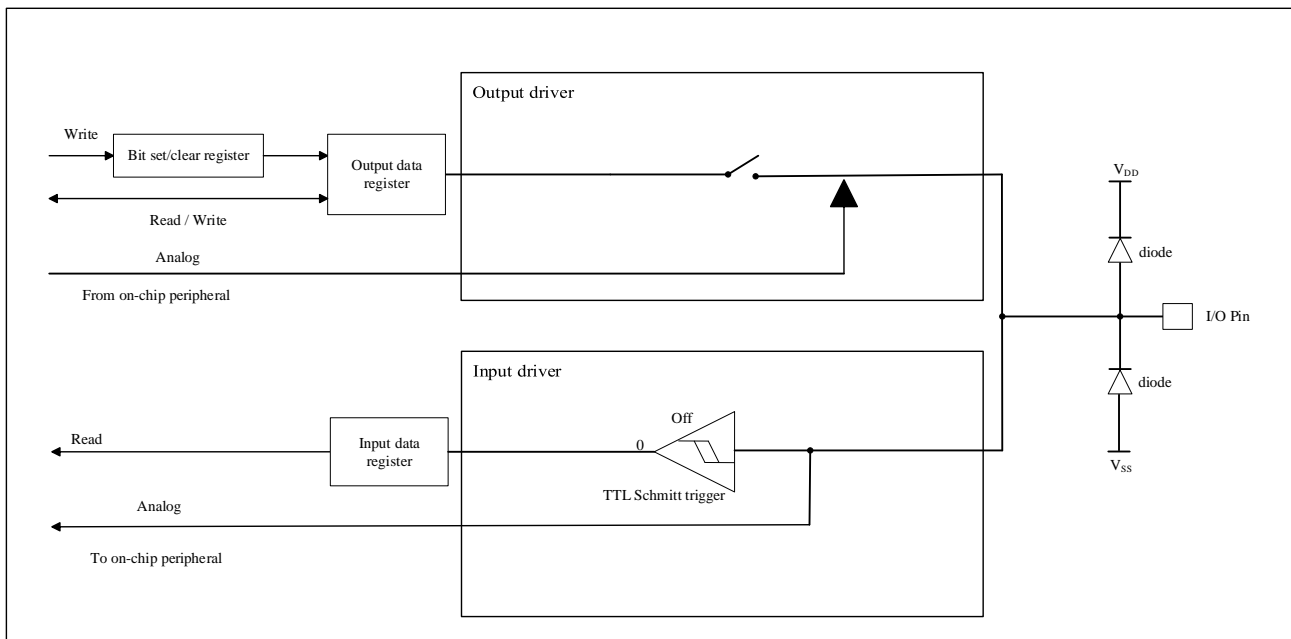 Output driver
Write
Bit set/clear register
Output data
register
Read / Write
Analog
From on-chip peripheral
VDD
diode
I/O Pin
diode
VSS
Input driver
Off
0
TTL Schmitt trigger
Read
Input data
register
Analog
To on-chip peripheral